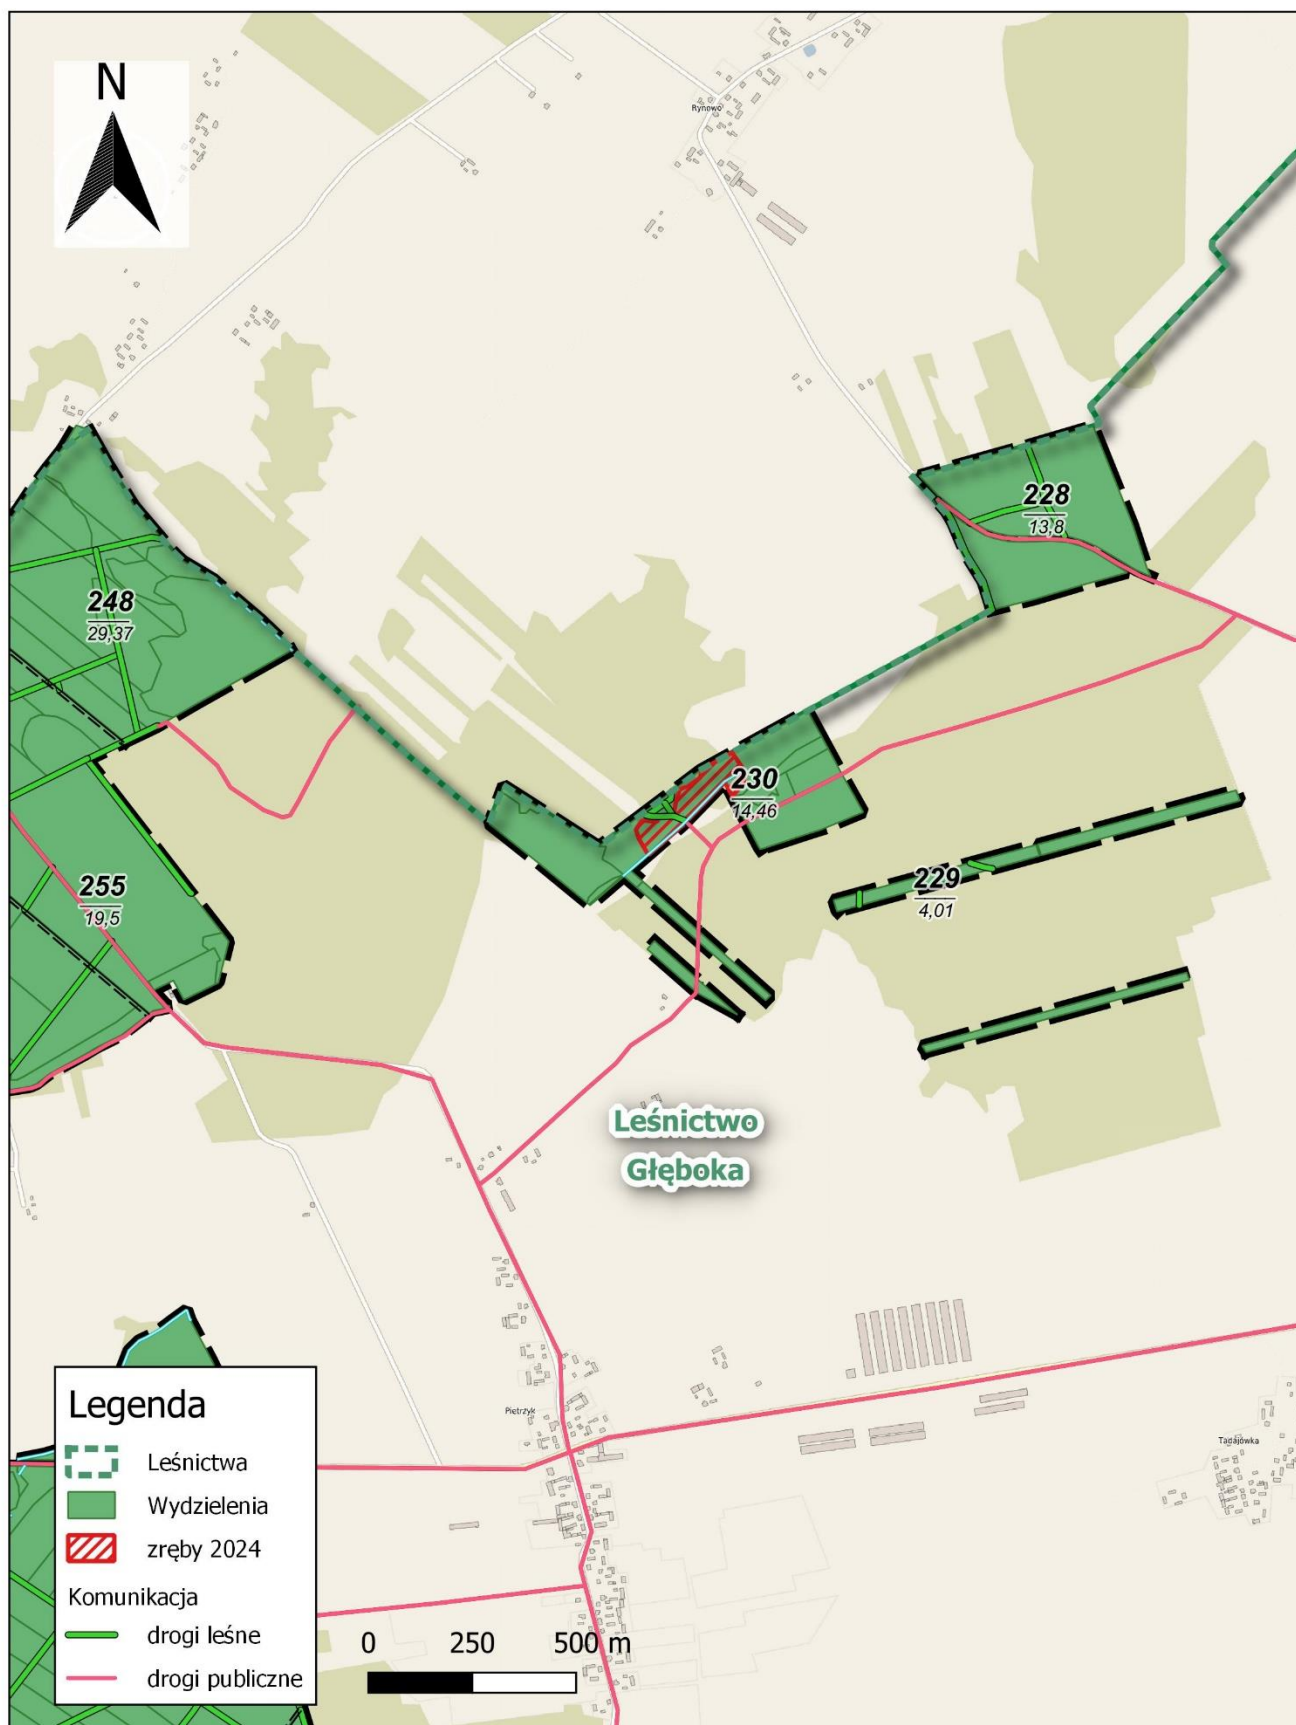 N
Rynowo
228
13,8
248
29,37
230
14,46
255
19,5
229
4,01
Leśnictwo
Głęboka
Pietrzyk
Tadajówka
Legenda
Leśnictwa
Wydzielenia
zręby 2024
Komunikacja
drogi leśne
drogi publiczne
0 250 500 m